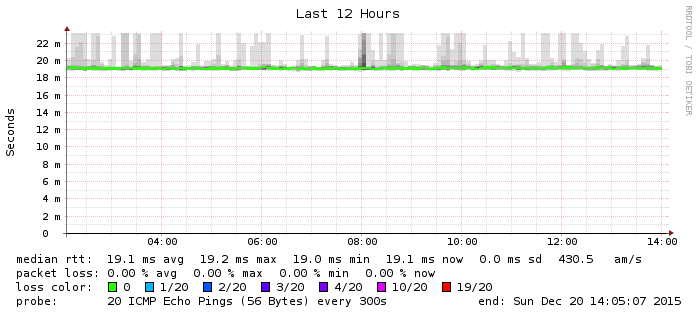 Last 12 Hours
RRDTOOL / TOBI OETIKER
Seconds
22 m
20 m
18 m
16 m
14 m
12 m
10 m
8 m
6 m
4 m
2 m
0
04:00 06:00 08:00 10:00 12:00 14:00
median rtt: 19.1 ms avg 19.2 ms max 19.0 ms min 19.1 ms now 0.0 ms sd 430.5 am/s
packet loss: 0.00 % avg 0.00 % max 0.00 % min 0.00 % now
loss color: 0 1/20 2/20 3/20 4/20 10/20 19/20
probe: 20 ICMP Echo Pings (56 Bytes) every 300s end: Sun Dec 20 14:05:07 2015